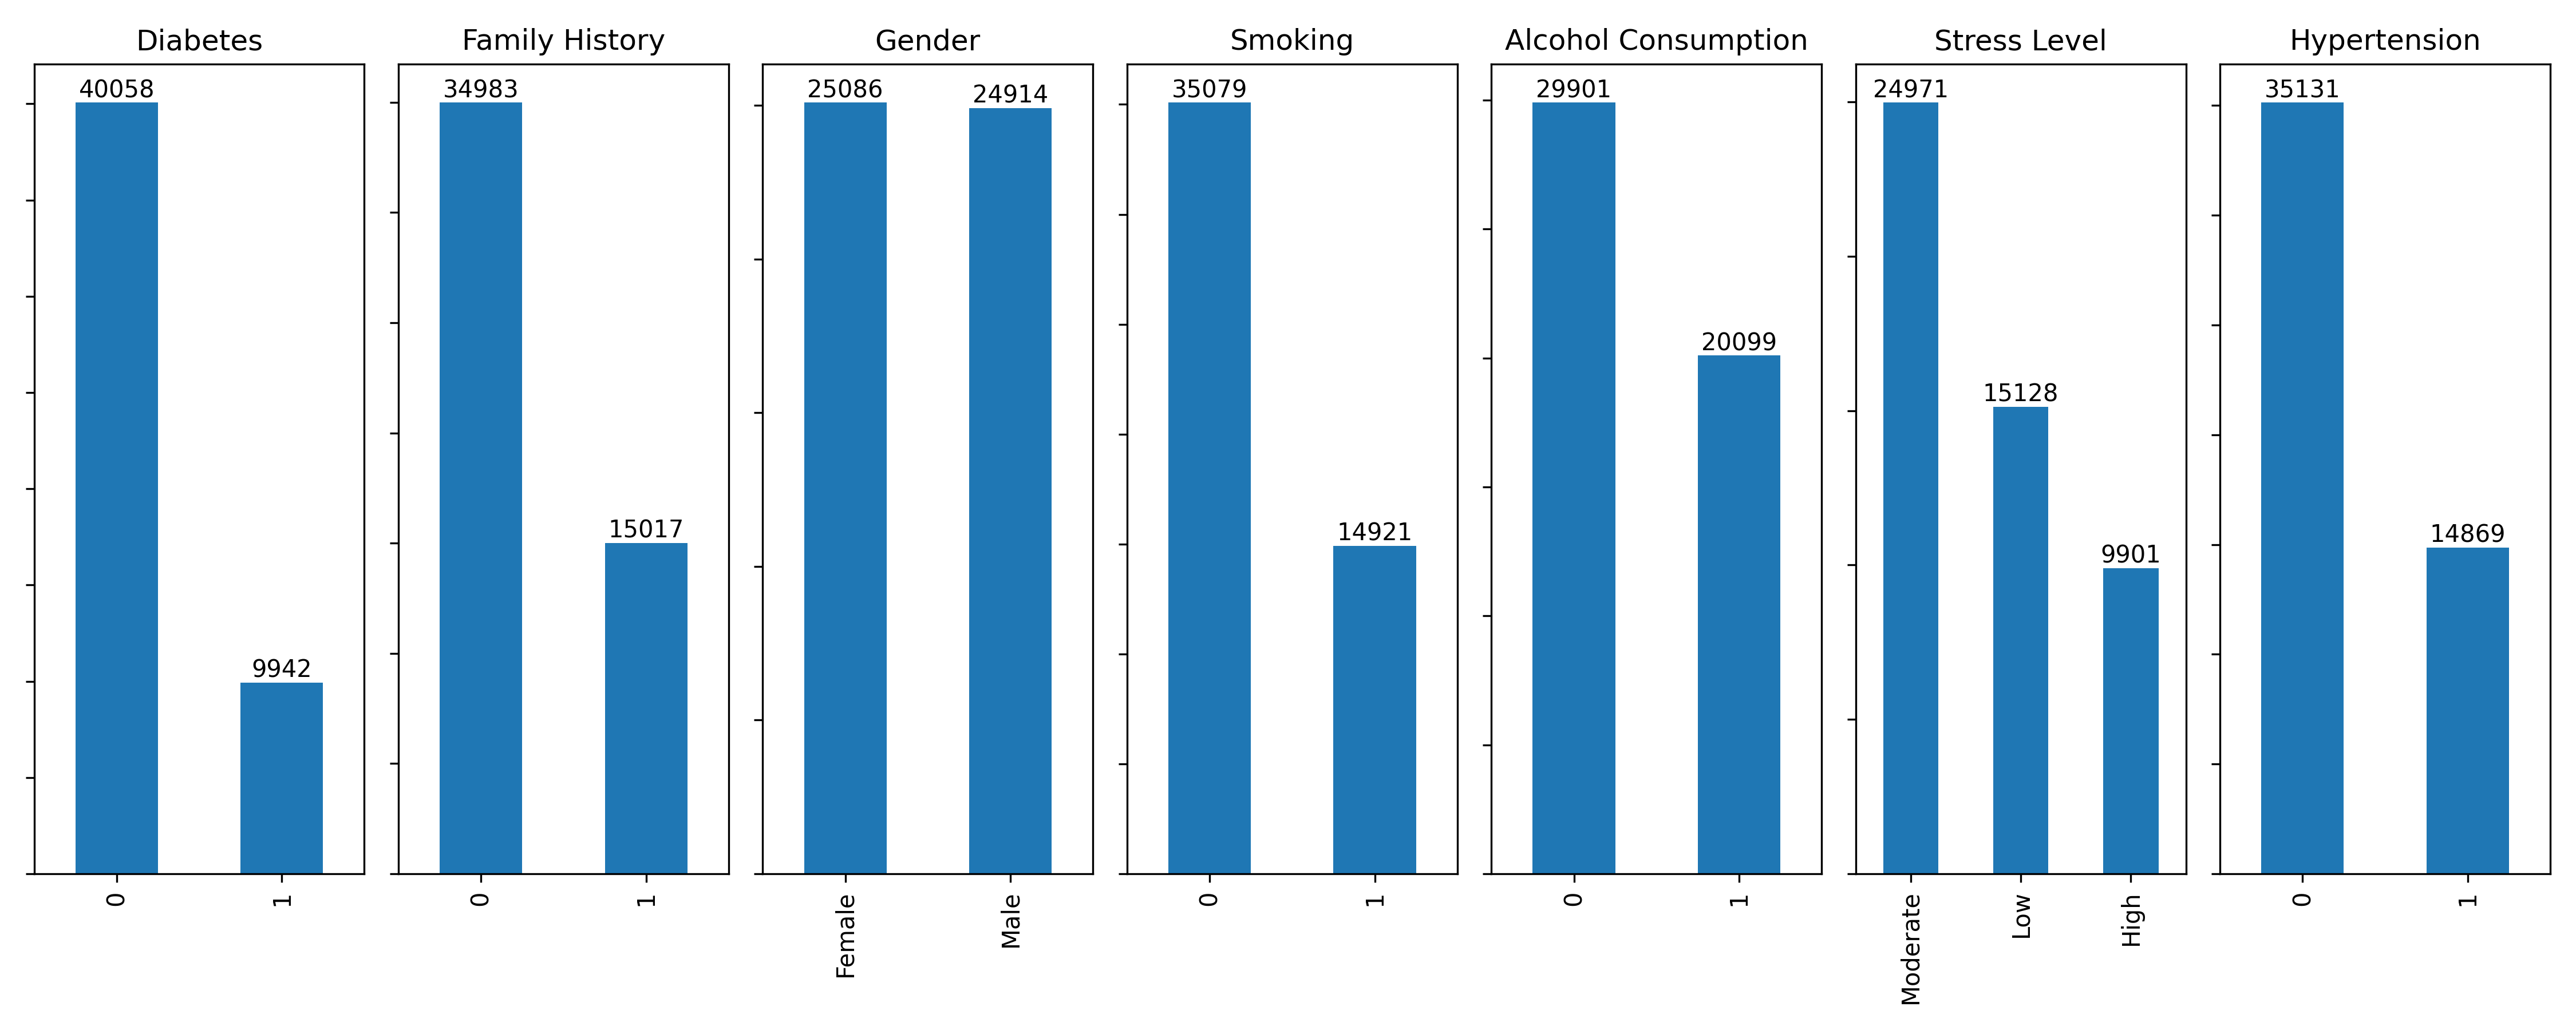 Diabetes
40058
9942
0
1
Family History
34983
15017
0
1
Gender
25086
24914
Female
Male
Smoking
35079
14921
0
1
Alcohol Consumption
29901
20099
0
1
Stress Level
24971
15128
9901
Moderate
Low
High
Hypertension
35131
14869
0
1